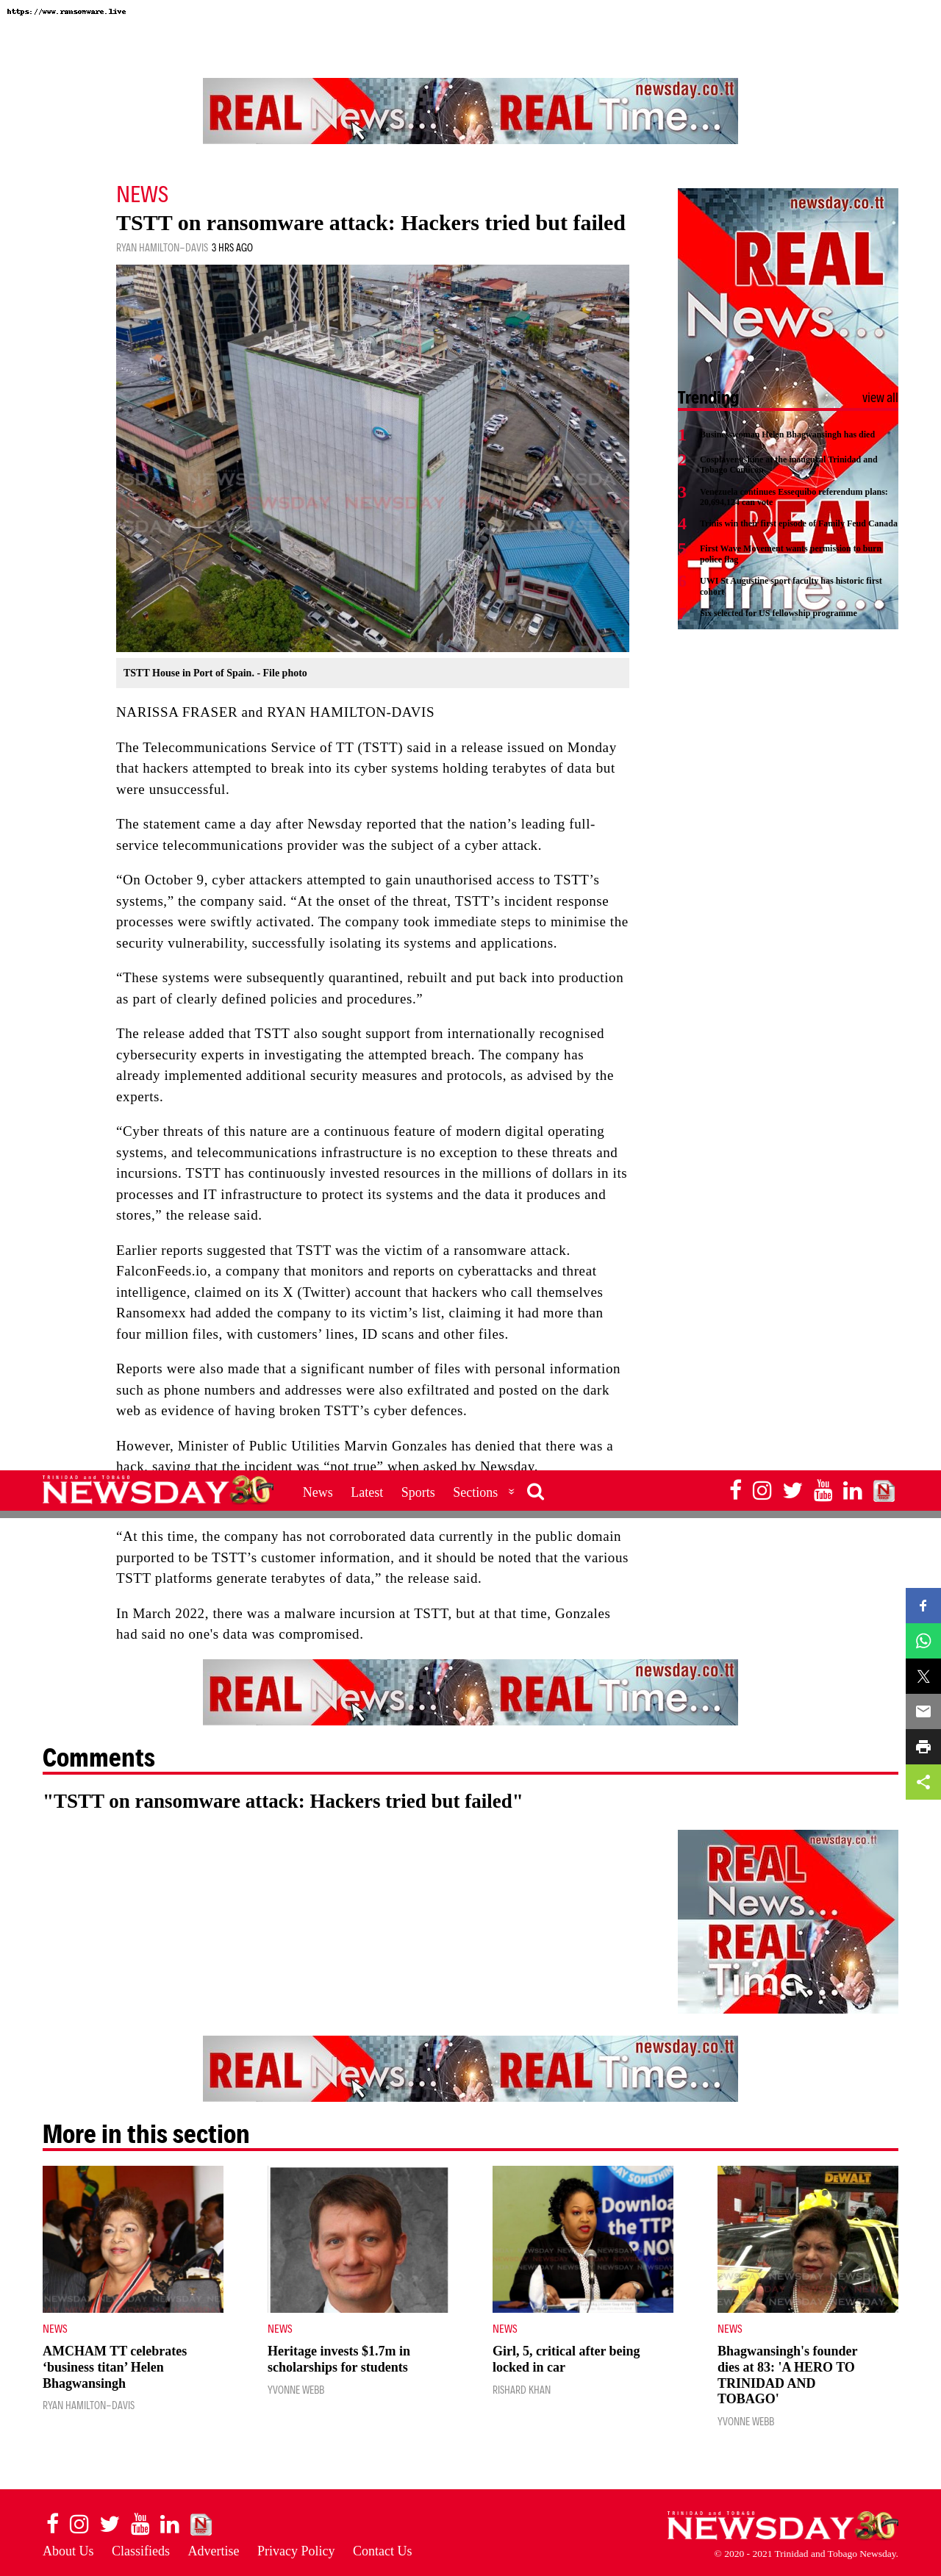 https://www.ransomware.live
REAL News... REAL Time...
newsday.co.tt
NEWS
TSTT on ransomware attack: Hackers tried but failed
RYAN HAMILTON-DAVIS 3 HRS AGO
TSTT House in Port of Spain. - File photo
NARISSA FRASER and RYAN HAMILTON-DAVIS
The Telecommunications Service of TT (TSTT) said in a release issued on Monday
that hackers attempted to break into its cyber systems holding terabytes of data but
were unsuccessful.
The statement came a day after Newsday reported that the nation’s leading full-
service telecommunications provider was the subject of a cyber attack.
“On October 9, cyber attackers attempted to gain unauthorised access to TSTT’s
systems,” the company said. “At the onset of the threat, TSTT’s incident response
processes were swiftly activated. The company took immediate steps to minimise the
security vulnerability, successfully isolating its systems and applications.
“These systems were subsequently quarantined, rebuilt and put back into production
as part of clearly defined policies and procedures.”
The release added that TSTT also sought support from internationally recognised
cybersecurity experts in investigating the attempted breach. The company has
already implemented additional security measures and protocols, as advised by the
experts.
“Cyber threats of this nature are a continuous feature of modern digital operating
systems, and telecommunications infrastructure is no exception to these threats and
incursions. TSTT has continuously invested resources in the millions of dollars in its
processes and IT infrastructure to protect its systems and the data it produces and
stores,” the release said.
Earlier reports suggested that TSTT was the victim of a ransomware attack.
FalconFeeds.io, a company that monitors and reports on cyberattacks and threat
intelligence, claimed on its X (Twitter) account that hackers who call themselves
Ransomexx had added the company to its victim’s list, claiming it had more than
four million files, with customers’ lines, ID scans and other files.
Reports were also made that a significant number of files with personal information
such as phone numbers and addresses were also exfiltrated and posted on the dark
web as evidence of having broken TSTT’s cyber defences.
However, Minister of Public Utilities Marvin Gonzales has denied that there was a
hack, saying that the incident was “not true” when asked by Newsday.
TRINIDAD and TOBAGO
NEWSDAY 30
News Latest Sports Sections
You Tube
“At this time, the company has not corroborated data currently in the public domain
purported to be TSTT’s customer information, and it should be noted that the various
TSTT platforms generate terabytes of data,” the release said.
In March 2022, there was a malware incursion at TSTT, but at that time, Gonzales
had said no one's data was compromised.
newsday.co.tt
REAL
News...
REAL
Time...
Trending view all
1 Businesswoman Helen Bhagwansingh has died
2 Cosplayers shine at the inaugural Trinidad and
Tobago
3 Venezuela continues Essequibo referendum plans:
can vote
4 Trinis win their first episode of Family Feud Canada
First Wave Movement wants permission to burn
police flag
UWI St Augustine sport faculty has historic first
cohort
Six selected for US fellowship programme
REAL News... REAL Time...
newsday.co.tt
Comments
"TSTT on ransomware attack: Hackers tried but failed"
newsday.co.tt
REAL
News...
REAL
Time...
REAL News... REAL Time...
newsday.co.tt
More in this section
Download
the TTPS
NOW
DEWALT
NEWS
AMCHAM TT celebrates
‘business titan’ Helen
Bhagwansingh
RYAN HAMILTON-DAVIS
NEWS
Heritage invests $1.7m in
scholarships for students
YVONNE WEBB
NEWS
Girl, 5, critical after being
locked in car
RISHARD KHAN
NEWS
Bhagwansingh's founder
dies at 83: 'A HERO TO
TRINIDAD AND
TOBAGO'
YVONNE WEBB
You Tube
About Us Classifieds Advertise Privacy Policy Contact Us
TRINIDAD and TOBAGO
NEWSDAY 30
© 2020 - 2021 Trinidad and Tobago Newsday.